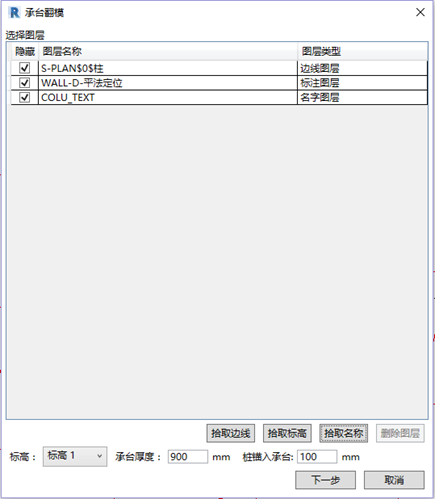 R 承台翻模
选择图层
隐藏 图层名称 图层类型
S-PLAN$0$柱 边线图层
WALL-D-平法定位 标注图层
COLU_TEXT 名字图层
拾取边线 拾取标高 拾取名称 删除图层
标高： 标高 1 承台厚度： 900 mm 桩锚入承台: 100 mm
下一步 取消